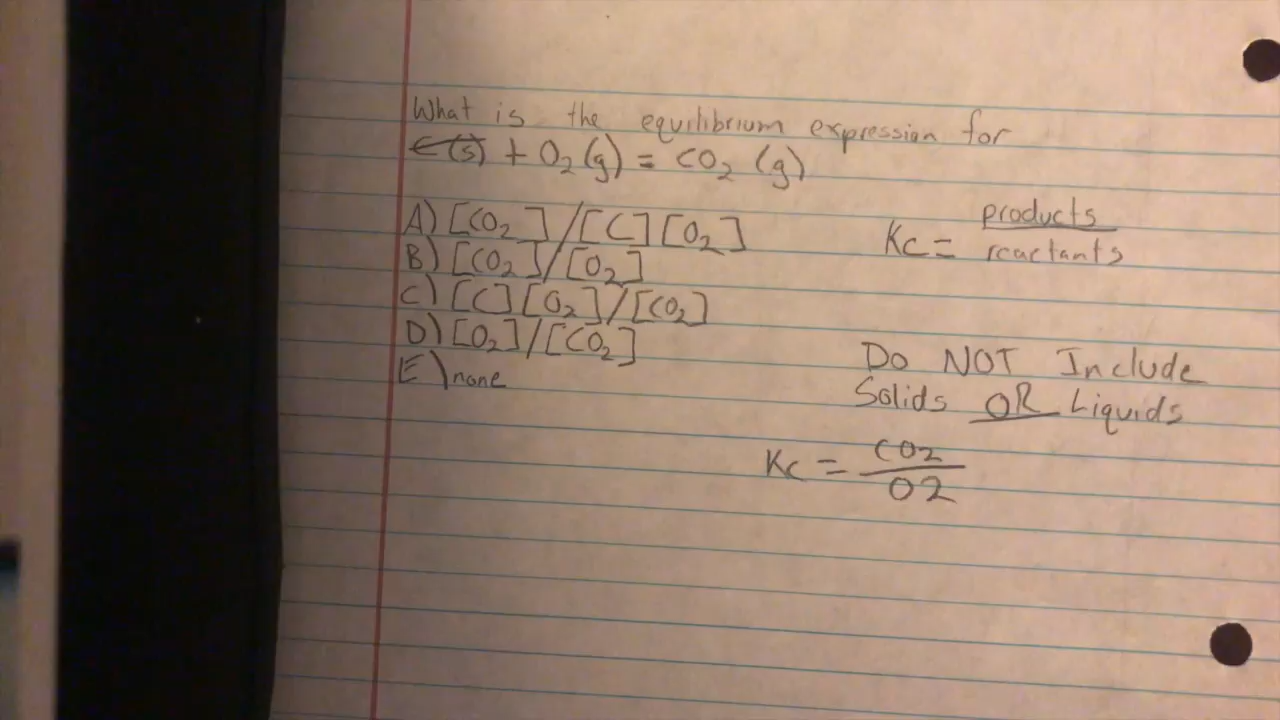 What is the equilibrium expression for
C(s) + O₂(g) = CO₂ (g)
A) [CO₂]/[C][O₂]
B) [CO₂]/[O₂]
C) [C][O₂]/[CO₂]
D) [O₂]/[CO₂]
E) none
Kc = products
reactants
Do NOT Include
Solids OR Liquids
Kc = CO2
O2